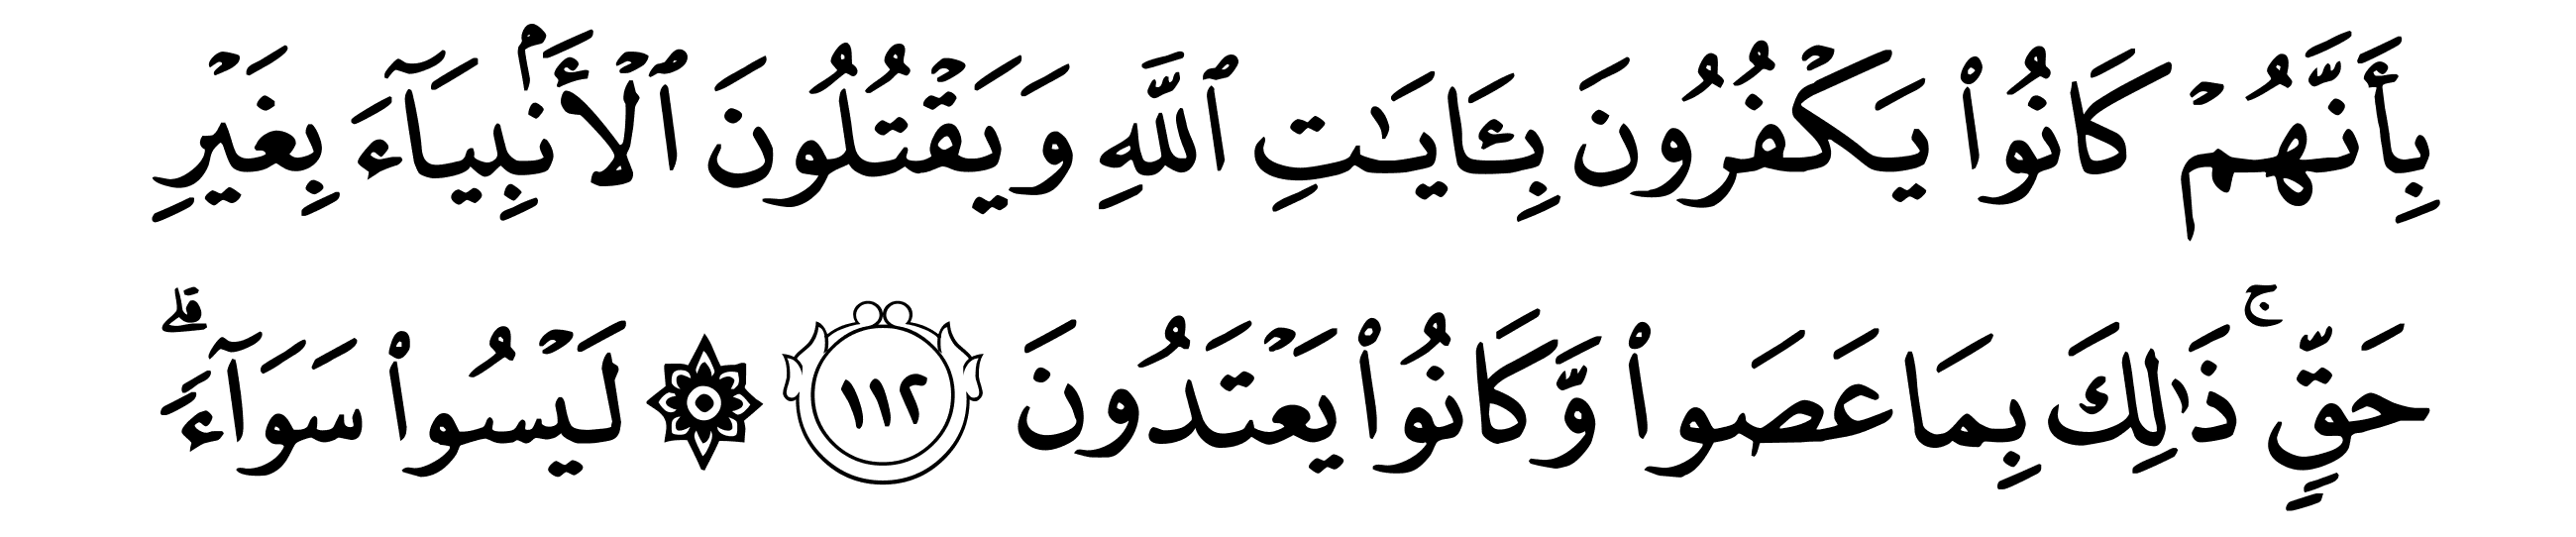 بِأَنَّهُمۡ كَانُواْ يَكۡفُرُونَ بِـَٔايَٰتِ ٱللَّهِ وَيَقۡتُلُونَ ٱلۡأَنۢبِيَآءَ بِغَيۡرِ
حَقّٖۚ ذَٰلِكَ بِمَا عَصَواْ وَّكَانُواْ يَعۡتَدُونَ ١١٢ ۞ لَيۡسُواْ سَوَآءٗۗ